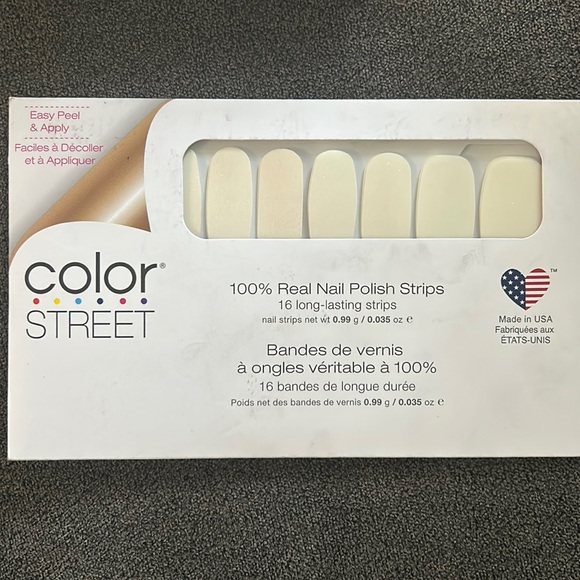 Easy Peel
& Apply
Faciles à Décoller
et à Appliquer
color®
STREET
100% Real Nail Polish Strips
16 long-lasting strips
nail strips net wt 0.99 g / 0.035 oz ℮
Bandes de vernis
à ongles véritable à 100%
16 bandes de longue durée
Poids net des bandes de vernis 0.99 g / 0.035 oz ℮
TM
Made in USA
Fabriquées aux
ÉTATS-UNIS